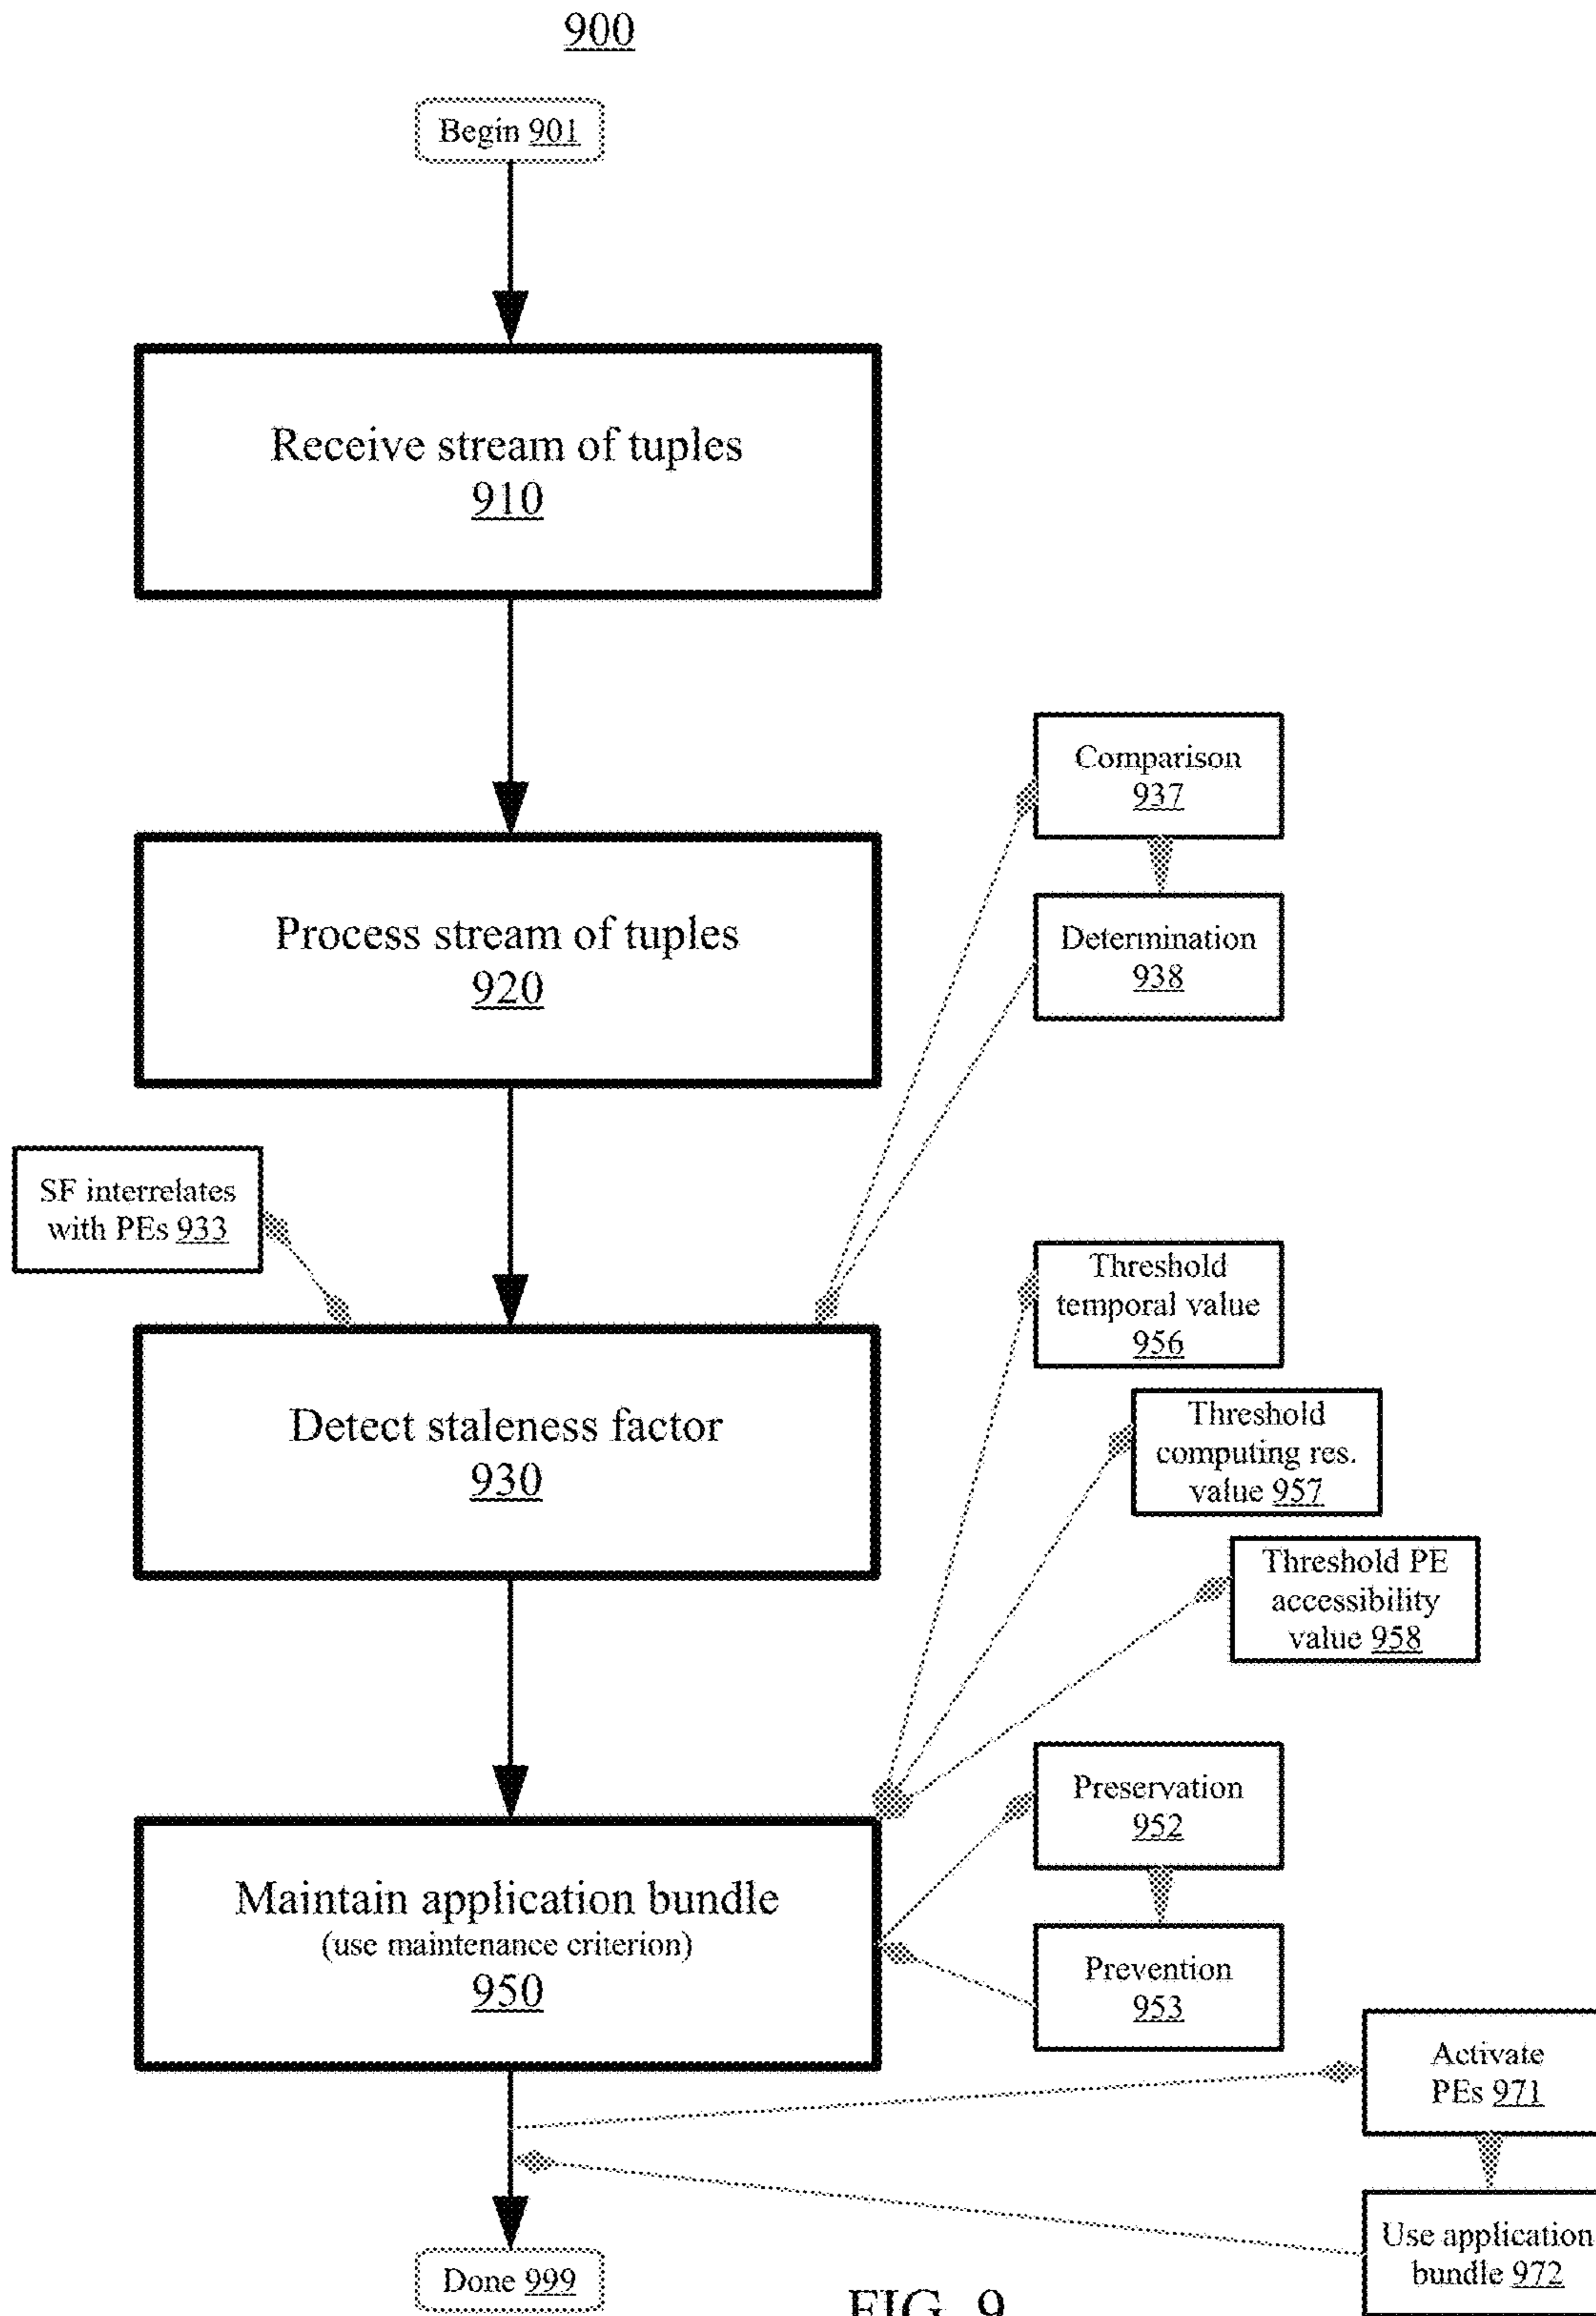 900
Begin 901
Receive stream of tuples
910
Comparison
937
Process stream of tuples
920
Determination
938
SF interrelates
with PEs 933
Threshold
temporal value
956
Detect staleness factor
930
Threshold
computing res.
value 957
Threshold PE
accessibility
value 958
Preservation
952
Maintain application bundle
(use maintenance criterion)
950
Prevention
953
Activate
PEs 971
Use application
bundle 972
Done 999
FIG. 9